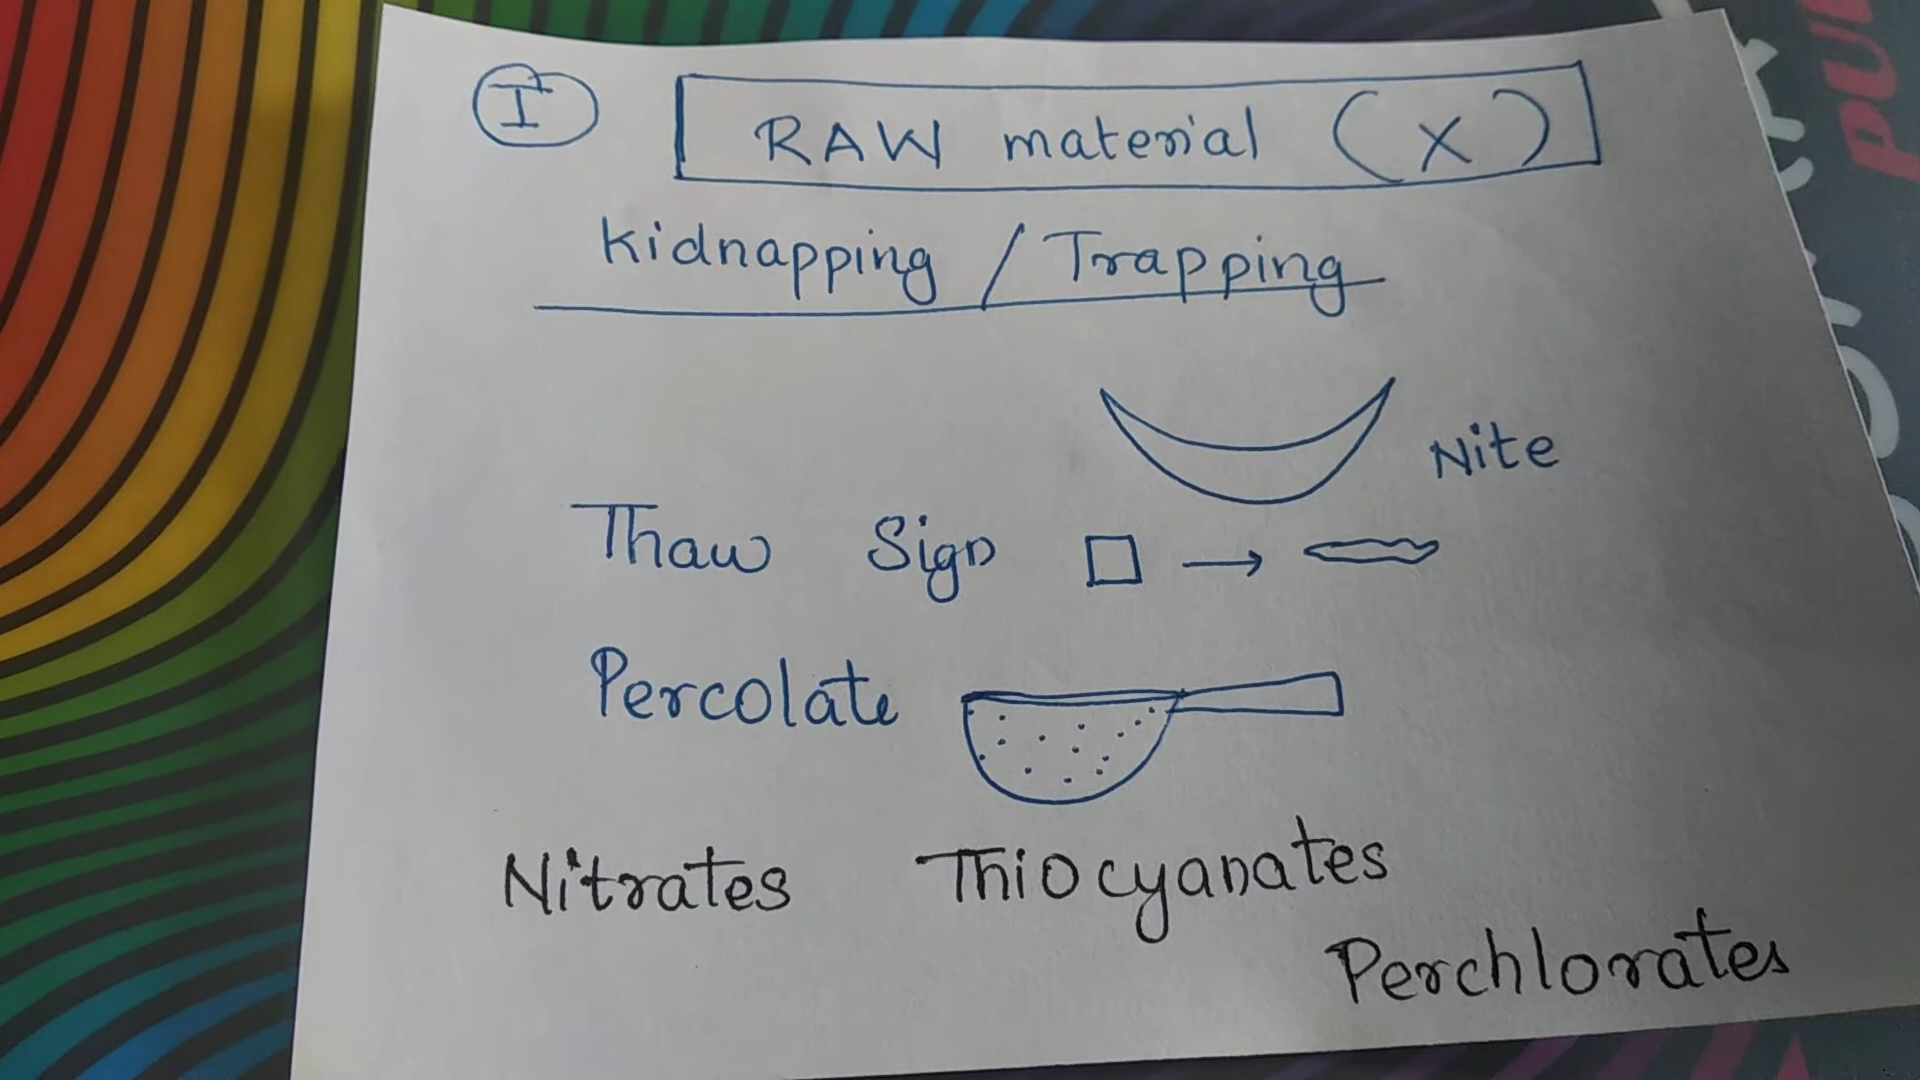 I RAW material (X)
Kidnapping / Trapping
Nite
Thaw Sign
Percolate
Nitrates Thiocyanates
Perchlorates